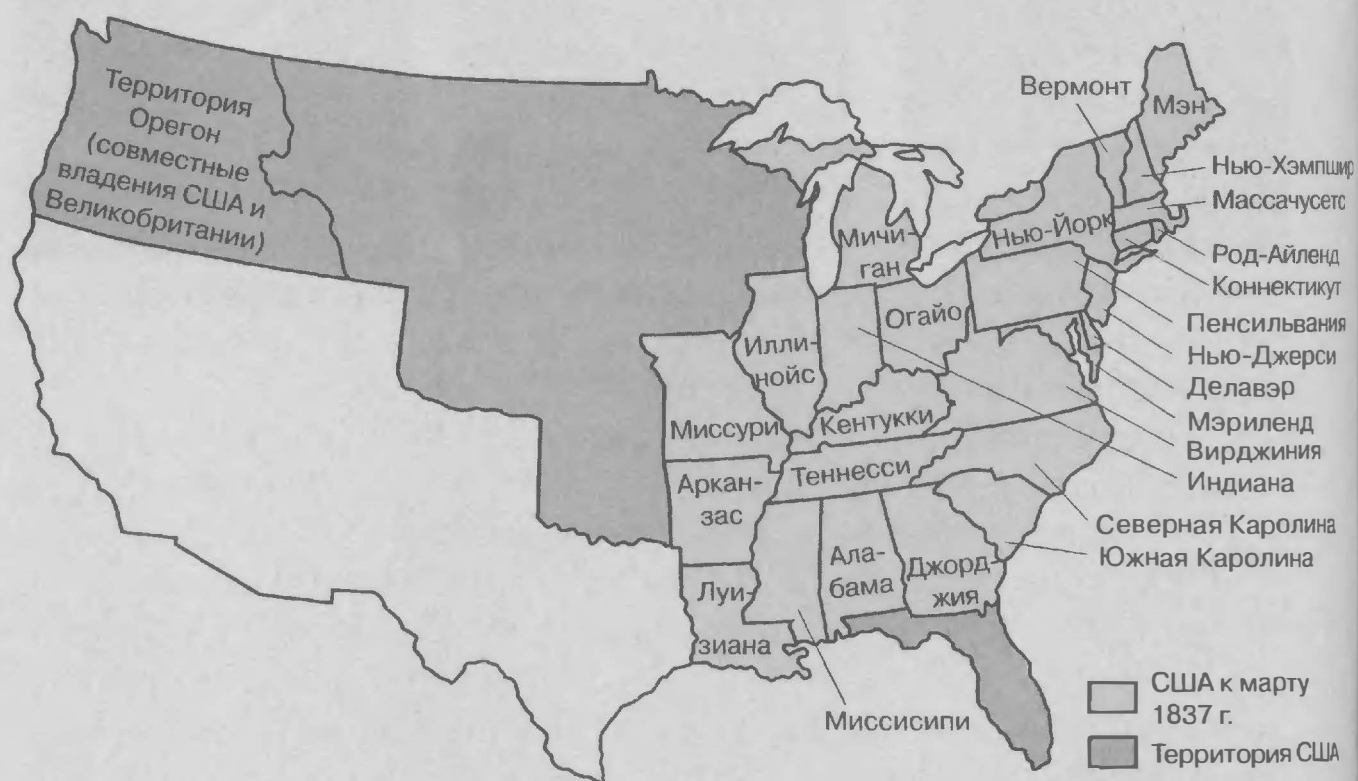 Территория
Орегон
(совместные
владения США и
Великобритании)
Вермонт
Мэн
Нью-Хэмпшир
Массачусетс
Нью-Йорк
Мичи-
ган
Род-Айленд
Коннектикут
Пенсильвания
Нью-Джерси
Делавэр
Мэриленд
Вирджиния
Индиана
Огайо
Илли-
нойс
Кентукки
Миссури
Теннесси
Аркан-
зас
Северная Каролина
Южная Каролина
Ала-
бама
Джорд-
жия
Луи-
зиана
Миссисипи
США к марту
1837 г.
Территория США